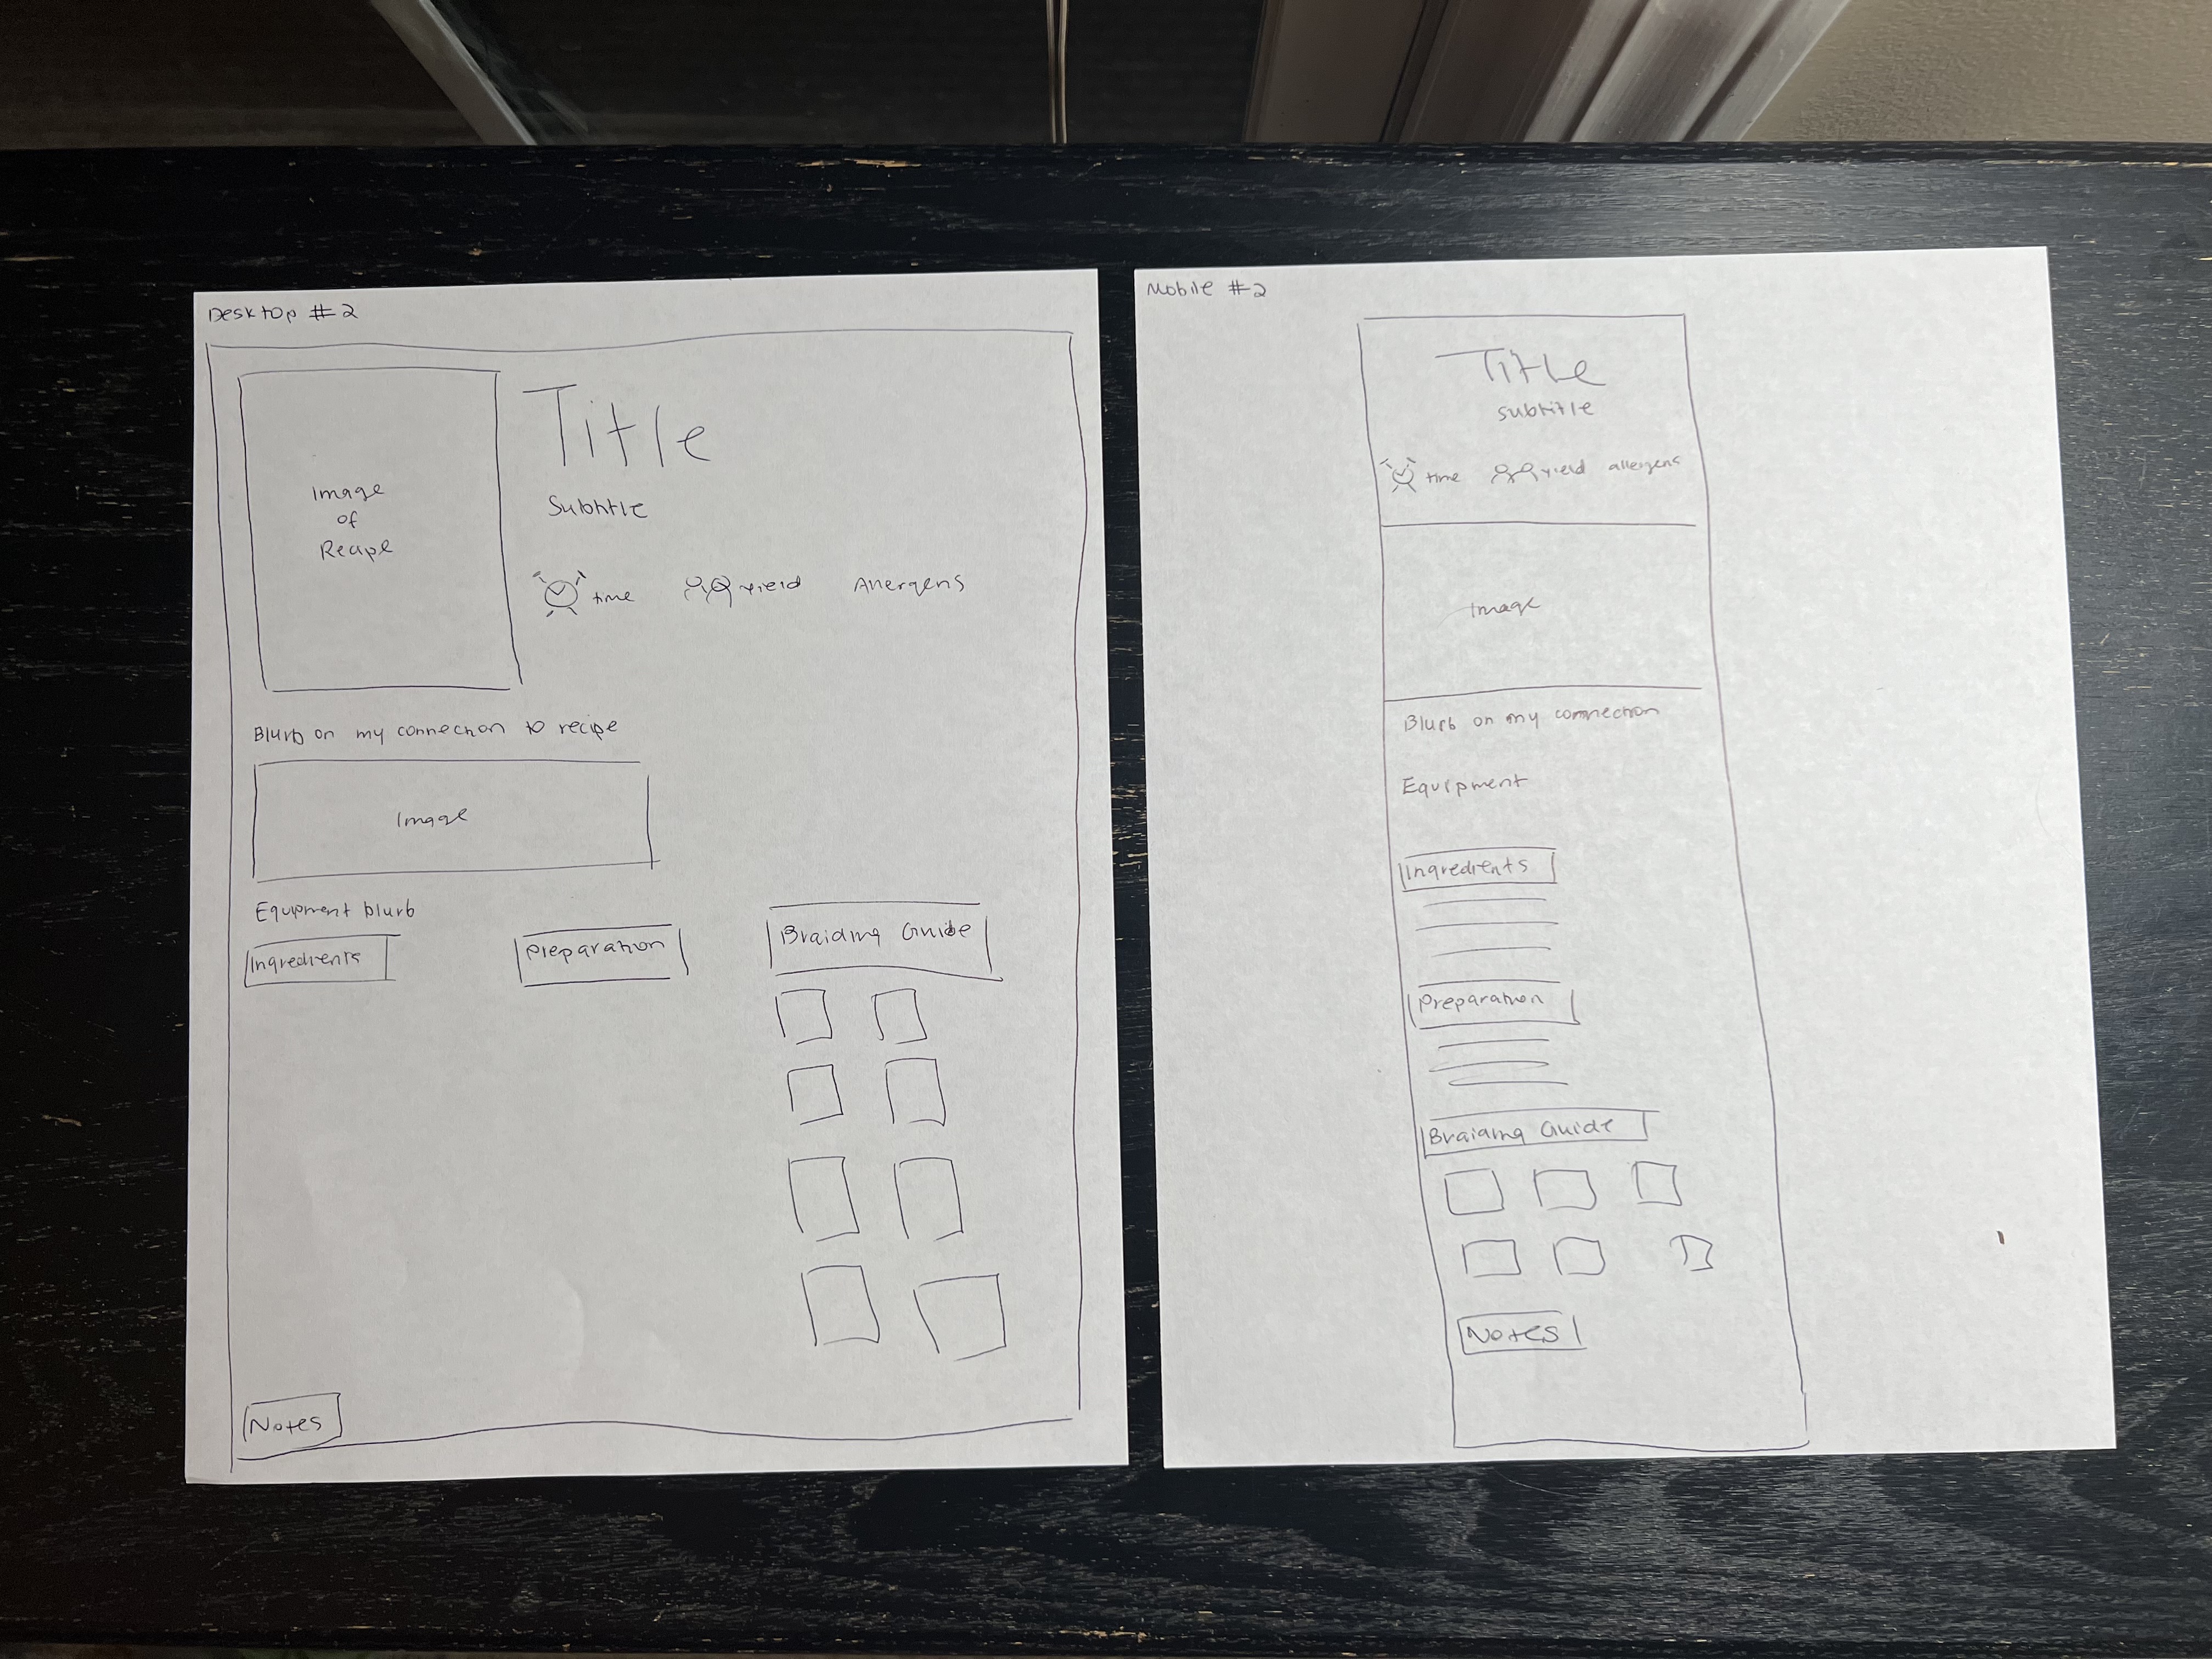 Desktop #2
Image
of
Recipe
Title
Subtitle
time
yield
Allergens
Blurb on my connection to recipe
Image
Equipment blurb
Ingredients
Preparation
Braiding Guide
Notes
Mobile #2
Title
subtitle
time
yield
allergens
Image
Blurb on my connection
Equipment
Ingredients
Preparation
Braiding Guide
Notes